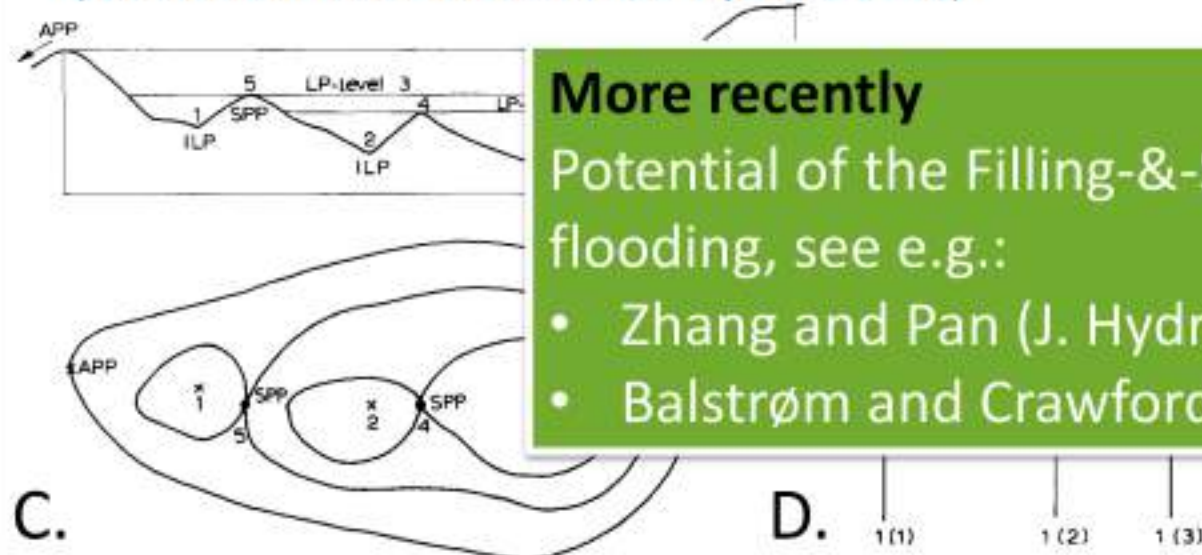 APP
5
LP-level 3
1
SPP
4
LP-
ILP
2
ILP
More recently
Potential of the Filling-&-
flooding, see e.g.:
• Zhang and Pan (J. Hydr
• Balstrøm and Crawford
APP
1
SPP
5
2
SPP
4
C.
D.
1(1)
1(2)
1(3)